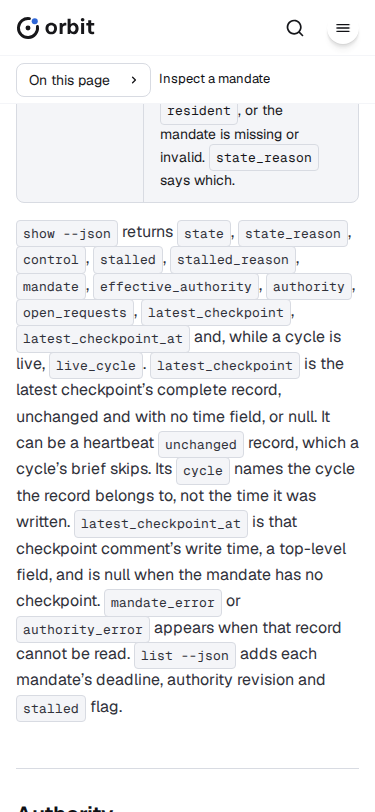 orbit
On this page
Inspect a mandate
resident, or the
mandate is missing or
invalid. state_reason
says which.
show --json returns state, state_reason,
control, stalled, stalled_reason,
mandate, effective_authority, authority,
open_requests, latest_checkpoint,
latest_checkpoint_at and, while a cycle is
live, live_cycle. latest_checkpoint is the
latest checkpoint’s complete record,
unchanged and with no time field, or null. It
can be a heartbeat unchanged record, which a
cycle’s brief skips. Its cycle names the cycle
the record belongs to, not the time it was
written. latest_checkpoint_at is that
checkpoint comment’s write time, a top-level
field, and is null when the mandate has no
checkpoint. mandate_error or
authority_error appears when that record
cannot be read. list --json adds each
mandate’s deadline, authority revision and
stalled flag.
Authority